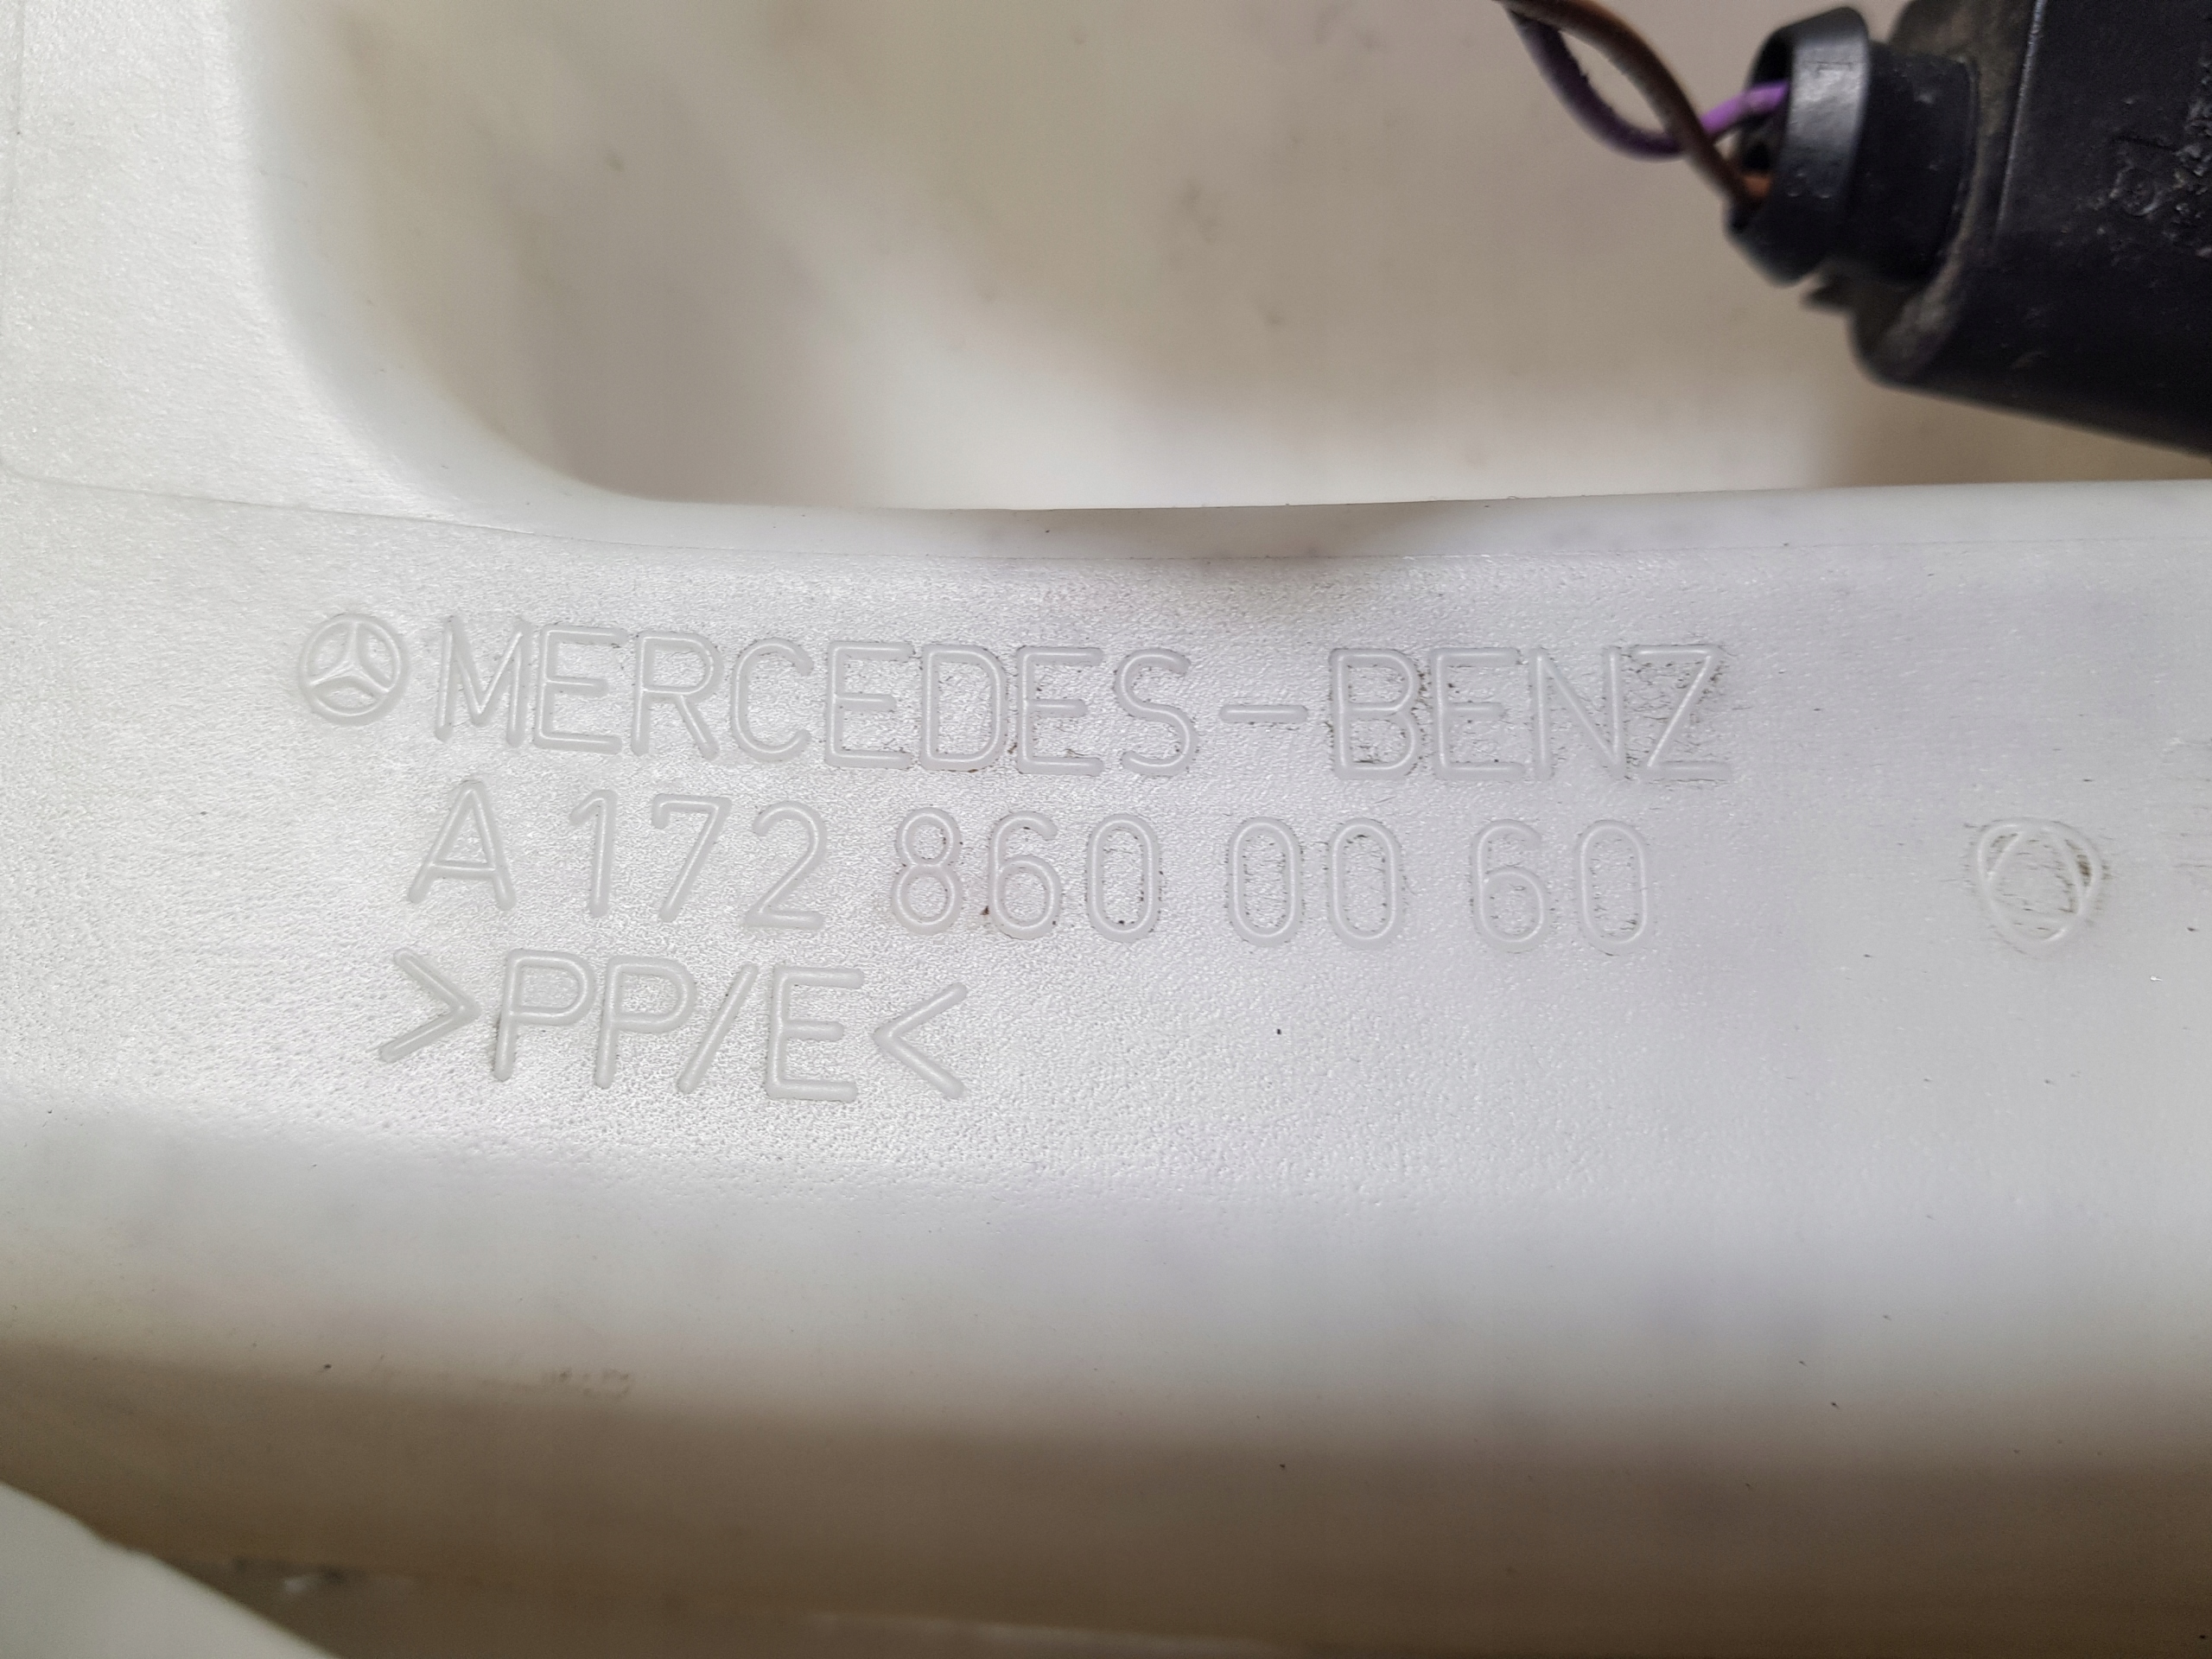 MERCEDES-BENZ
A 172 860 00 60
>PP/E<